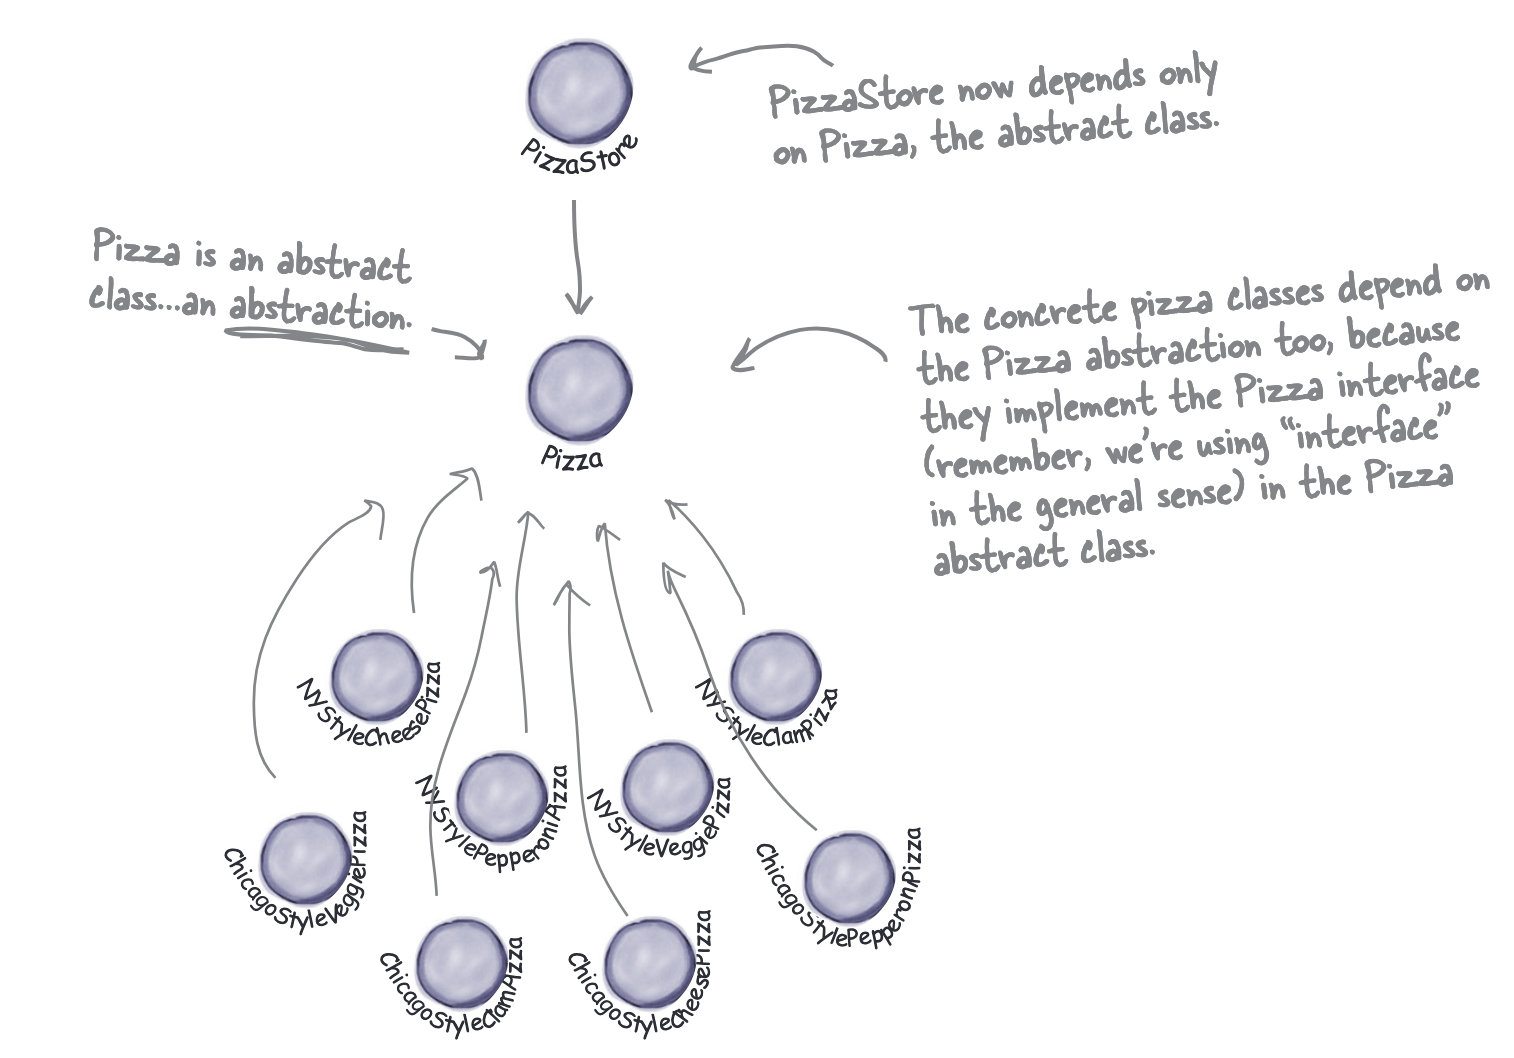 PizzaStore
PizzaStore now depends only
on Pizza, the abstract class.
Pizza is an abstract
class...an abstraction.
Pizza
The concrete pizza classes depend on
the Pizza abstraction too, because
they implement the Pizza interface
(remember, we're using “interface”
in the general sense) in the Pizza
abstract class.
NyStyleCheesePizza
NyStyleClamPizza
NyStylePepperoniPizza
NyStyleVeggiePizza
ChicagoStyleVeggiePizza
ChicagoStylePepperoniPizza
ChicagoStyleClamPizza
ChicagoStyleCheesePizza